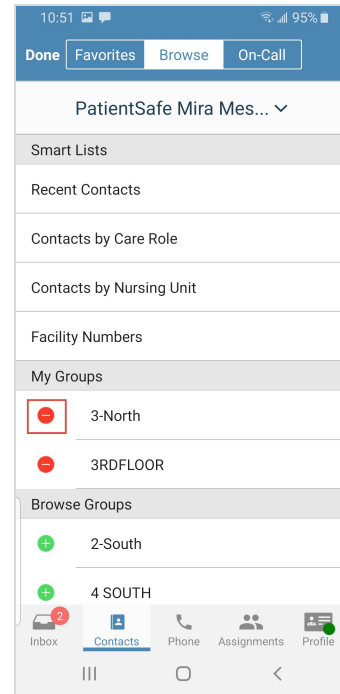 10:51 95%
Done Favorites Browse On-Call
PatientSafe Mira Mes...
Smart Lists
Recent Contacts
Contacts by Care Role
Contacts by Nursing Unit
Facility Numbers
My Groups
3-North
3RDFLOOR
Browse Groups
2-South
4 SOUTH
2
Inbox Contacts Phone Assignments Profile